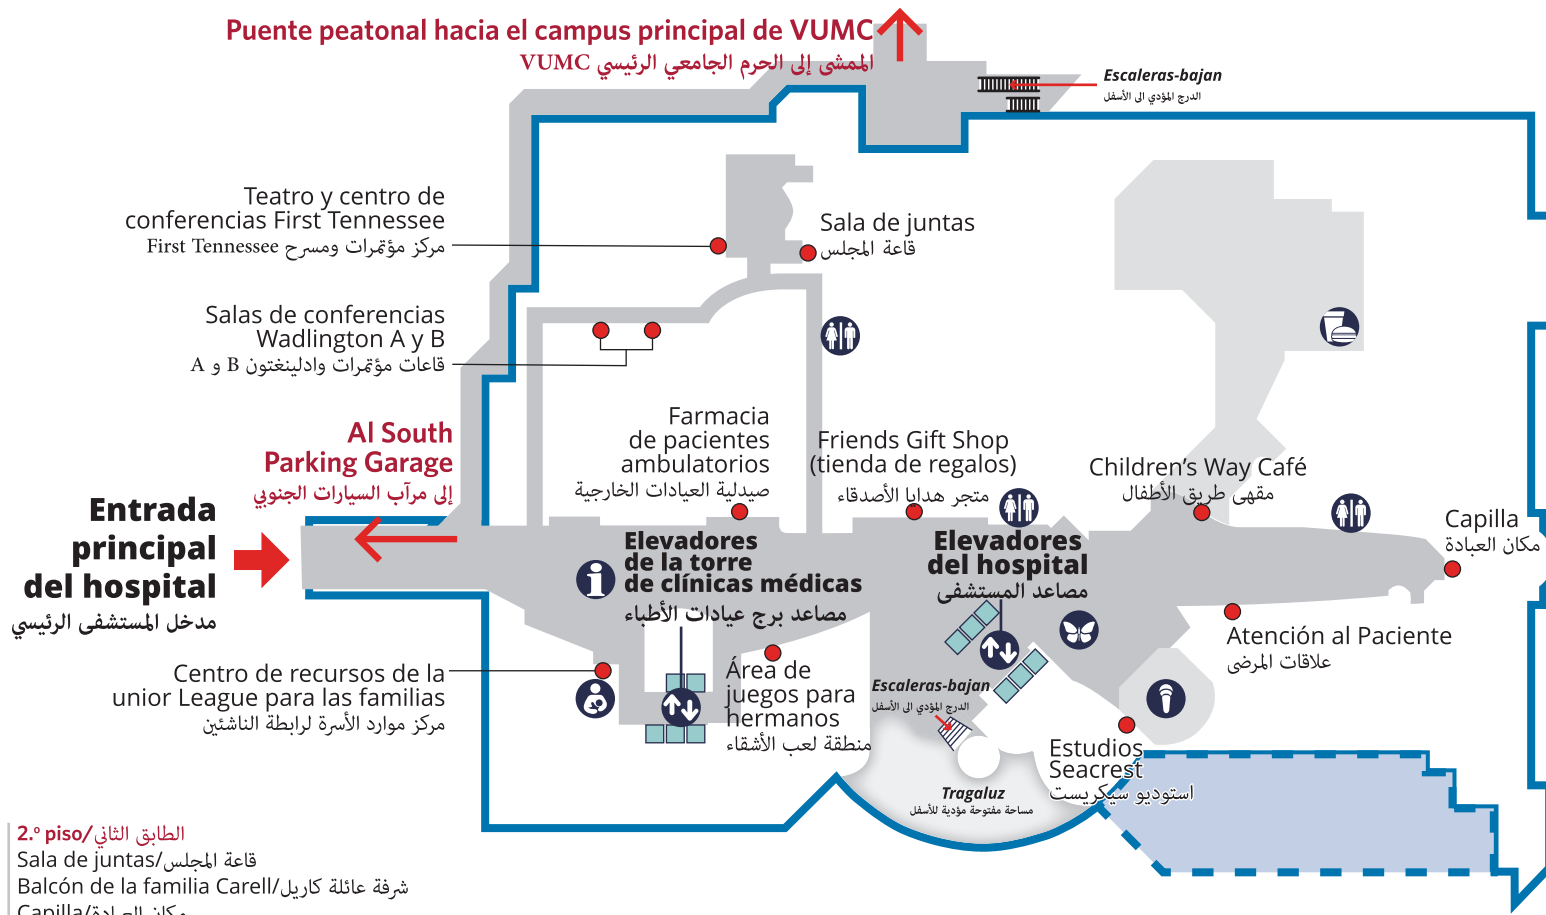 Puente peatonal hacia el campus principal de VUMC
الممشى إلى الحرم الجامعي الرئيسي VUMC
Escaleras-bajan
الدرج المؤدي الى الأسفل
Teatro y centro de
conferencias First Tennessee
مركز مؤتمرات ومسرح First Tennessee
Sala de juntas
قاعة المجلس
Salas de conferencias
Wadlington A y B
قاعات مؤتمرات وادلينغتون A و B
Al South
Parking Garage
إلى مرآب السيارات الجنوبي
Farmacia
de pacientes
ambulatorios
صيدلية العيادات الخارجية
Friends Gift Shop
(tienda de regalos)
متجر هدايا الأصدقاء
Children’s Way Café
مقهى طريق الأطفال
Capilla
مكان العبادة
Entrada
principal
del hospital
مدخل المستشفى الرئيسي
Elevadores
de la torre
de clínicas médicas
مصاعد برج عيادات الأطباء
Elevadores
del hospital
مصاعد المستشفى
Atención al Paciente
علاقات المرضى
Centro de recursos de la
unior League para las familias
مركز موارد الأسرة لرابطة الناشئين
Área de
juegos para
hermanos
منطقة لعب الأشقاء
Escaleras-bajan
الدرج المؤدي الى الأسفل
Estudios
Seacrest
استوديو سيكريست
Tragaluz
مساحة مفتوحة مؤدية للأسفل
2.º piso/الطابق الثاني
Sala de juntas/قاعة المجلس
Balcón de la familia Carell/شرفة عائلة كاريل
Capilla/مكان العبادة